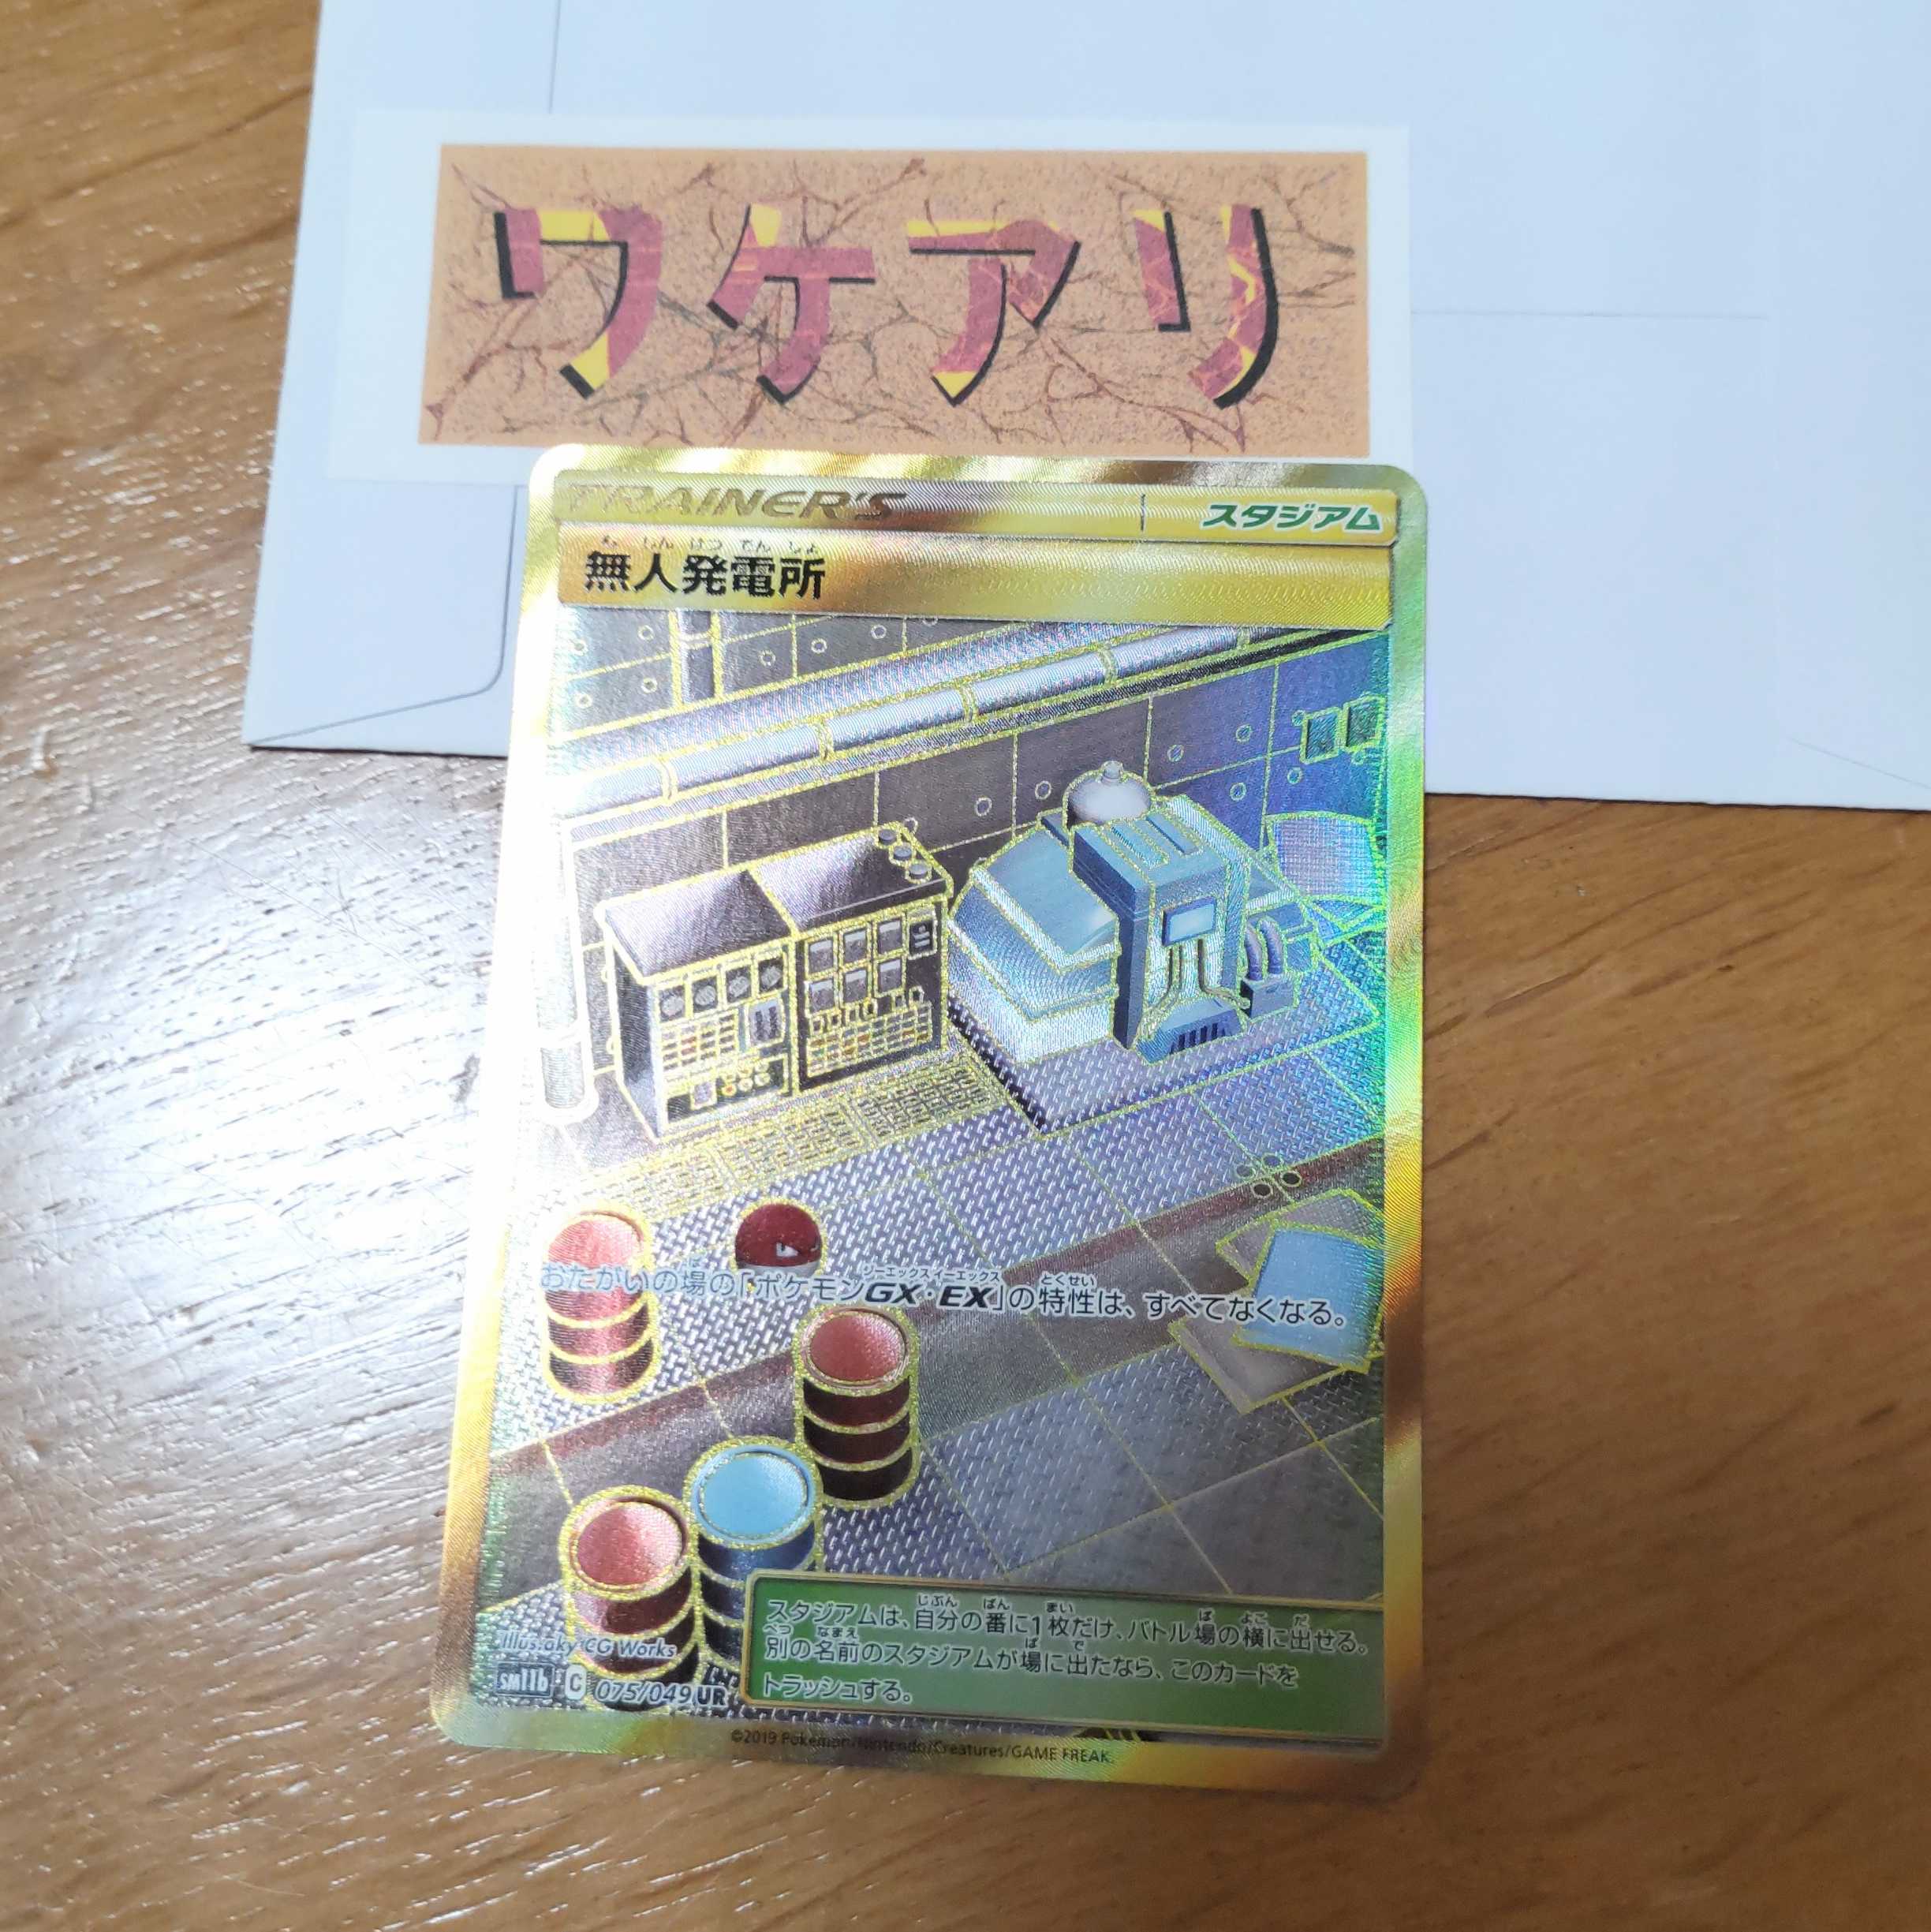 ワケアリ
TRAINER'S スタジアム
無人発電所
おたがいの場の「ポケモンGX・EX」の特性は、すべてなくなる。
スタジアムは、自分の番に1枚だけ、バトル場の横に出せる。
別の名前のスタジアムが場に出たなら、このカードを
トラッシュする。
Illus.aky CG Works
SM11b C 075/049 UR
©2019 Pokémon/Nintendo/Creatures/GAME FREAK.